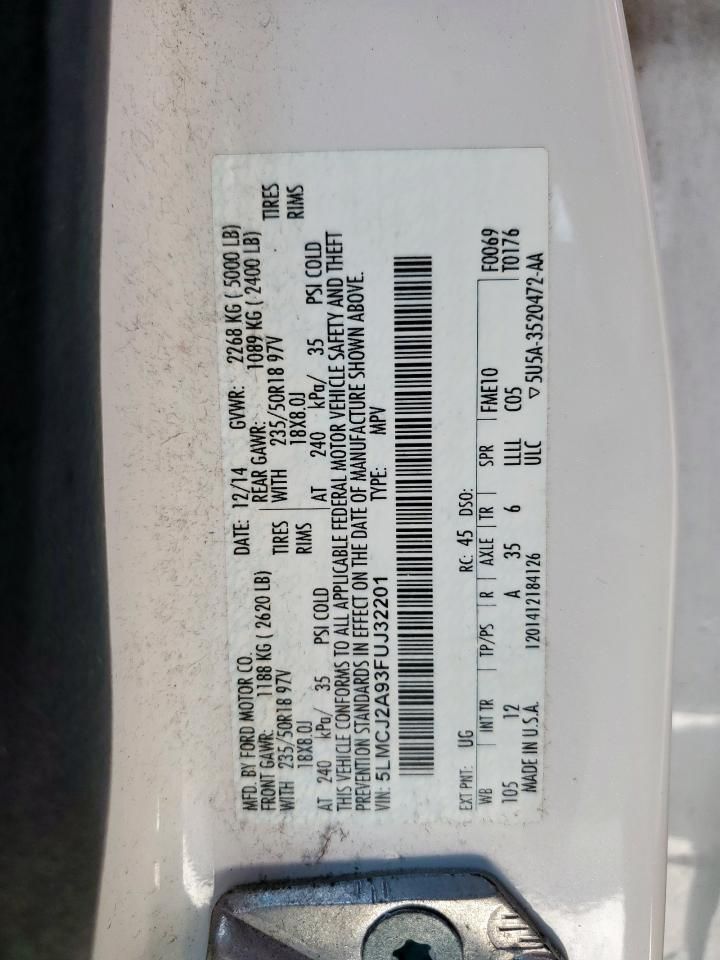 MFD. BY FORD MOTOR CO.
DATE: 12/14 GVWR: 2268 KG ( 5000 LB)
FRONT GAWR: 1188 KG ( 2620 LB)
REAR GAWR: 1089 KG ( 2400 LB)
WITH 235/50R18 97V TIRES
WITH 235/50R18 97V TIRES
18X8.0J RIMS
18X8.0J RIMS
AT 240 kPa/ 35 PSI COLD
AT 240 kPa/ 35 PSI COLD
THIS VEHICLE CONFORMS TO ALL APPLICABLE FEDERAL MOTOR VEHICLE SAFETY AND THEFT
PREVENTION STANDARDS IN EFFECT ON THE DATE OF MANUFACTURE SHOWN ABOVE.
VIN: 5LMCJ2A93FUJ32201 TYPE: MPV
EXT PNT: UG RC: 45 DSO:
WB INT TR TP/PS R AXLE TR SPR FME10 F0069
105 12 A 35 6 LLLL C05 T0176
MADE IN U.S.A. 1201412184126 ULC ▽5U5A-3520472-AA